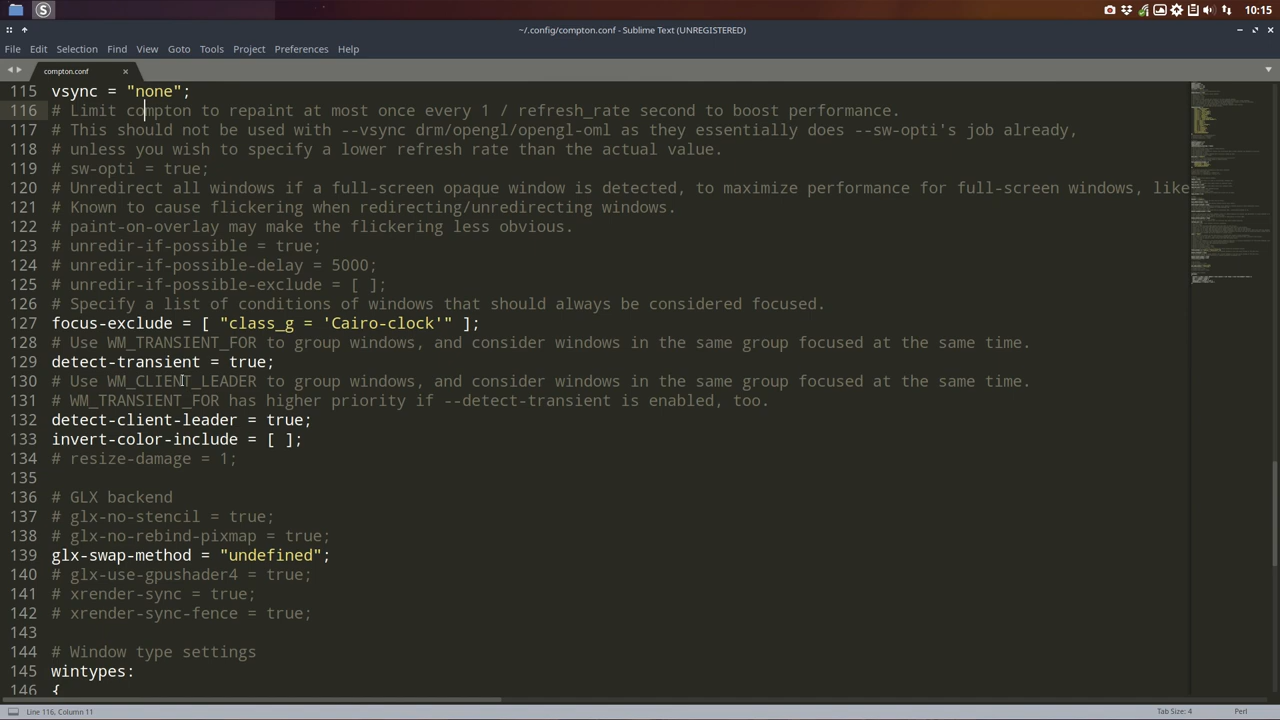 10:15
~/.config/compton.conf - Sublime Text (UNREGISTERED)
File Edit Selection Find View Goto Tools Project Preferences Help
compton.conf
115 vsync = "none";
116 # Limit compton to repaint at most once every 1 / refresh_rate second to boost performance.
117 # This should not be used with --vsync drm/opengl/opengl-oml as they essentially does --sw-opti's job already,
118 # unless you wish to specify a lower refresh rate than the actual value.
119 # sw-opti = true;
120 # Unredirect all windows if a full-screen opaque window is detected, to maximize performance for full-screen windows, like
121 # Known to cause flickering when redirecting/unredirecting windows.
122 # paint-on-overlay may make the flickering less obvious.
123 # unredir-if-possible = true;
124 # unredir-if-possible-delay = 5000;
125 # unredir-if-possible-exclude = [ ];
126 # Specify a list of conditions of windows that should always be considered focused.
127 focus-exclude = [ "class_g = 'Cairo-clock'" ];
128 # Use WM_TRANSIENT_FOR to group windows, and consider windows in the same group focused at the same time.
129 detect-transient = true;
130 # Use WM_CLIENT_LEADER to group windows, and consider windows in the same group focused at the same time.
131 # WM_TRANSIENT_FOR has higher priority if --detect-transient is enabled, too.
132 detect-client-leader = true;
133 invert-color-include = [ ];
134 # resize-damage = 1;
135
136 # GLX backend
137 # glx-no-stencil = true;
138 # glx-no-rebind-pixmap = true;
139 glx-swap-method = "undefined";
140 # glx-use-gpushader4 = true;
141 # xrender-sync = true;
142 # xrender-sync-fence = true;
143
144 # Window type settings
145 wintypes:
146 {
Line 116, Column 11 Tab Size: 4 Perl